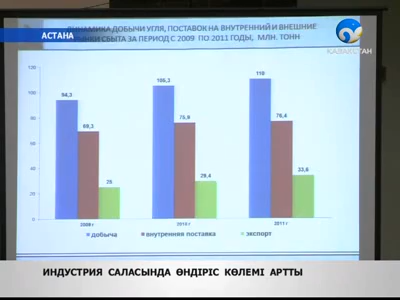 АСТАНА
ДИНАМИКА ДОБЫЧИ УГЛЯ, ПОСТАВОК НА ВНУТРЕННИЙ И ВНЕШНИЕ
РЫНКИ СБЫТА ЗА ПЕРИОД С 2009 ПО 2011 ГОДЫ, МЛН. ТОНН
ҚАЗАҚСТАН
120
100
80
60
40
20
0
94,3
69,3
25
105,3
75,9
29,4
110
76,4
33,6
2009 г
2010 г
2011 г
добыча
внутренняя поставка
экспорт
ИНДУСТРИЯ САЛАСЫНДА ӨНДІРІС КӨЛЕМІ АРТТЫ